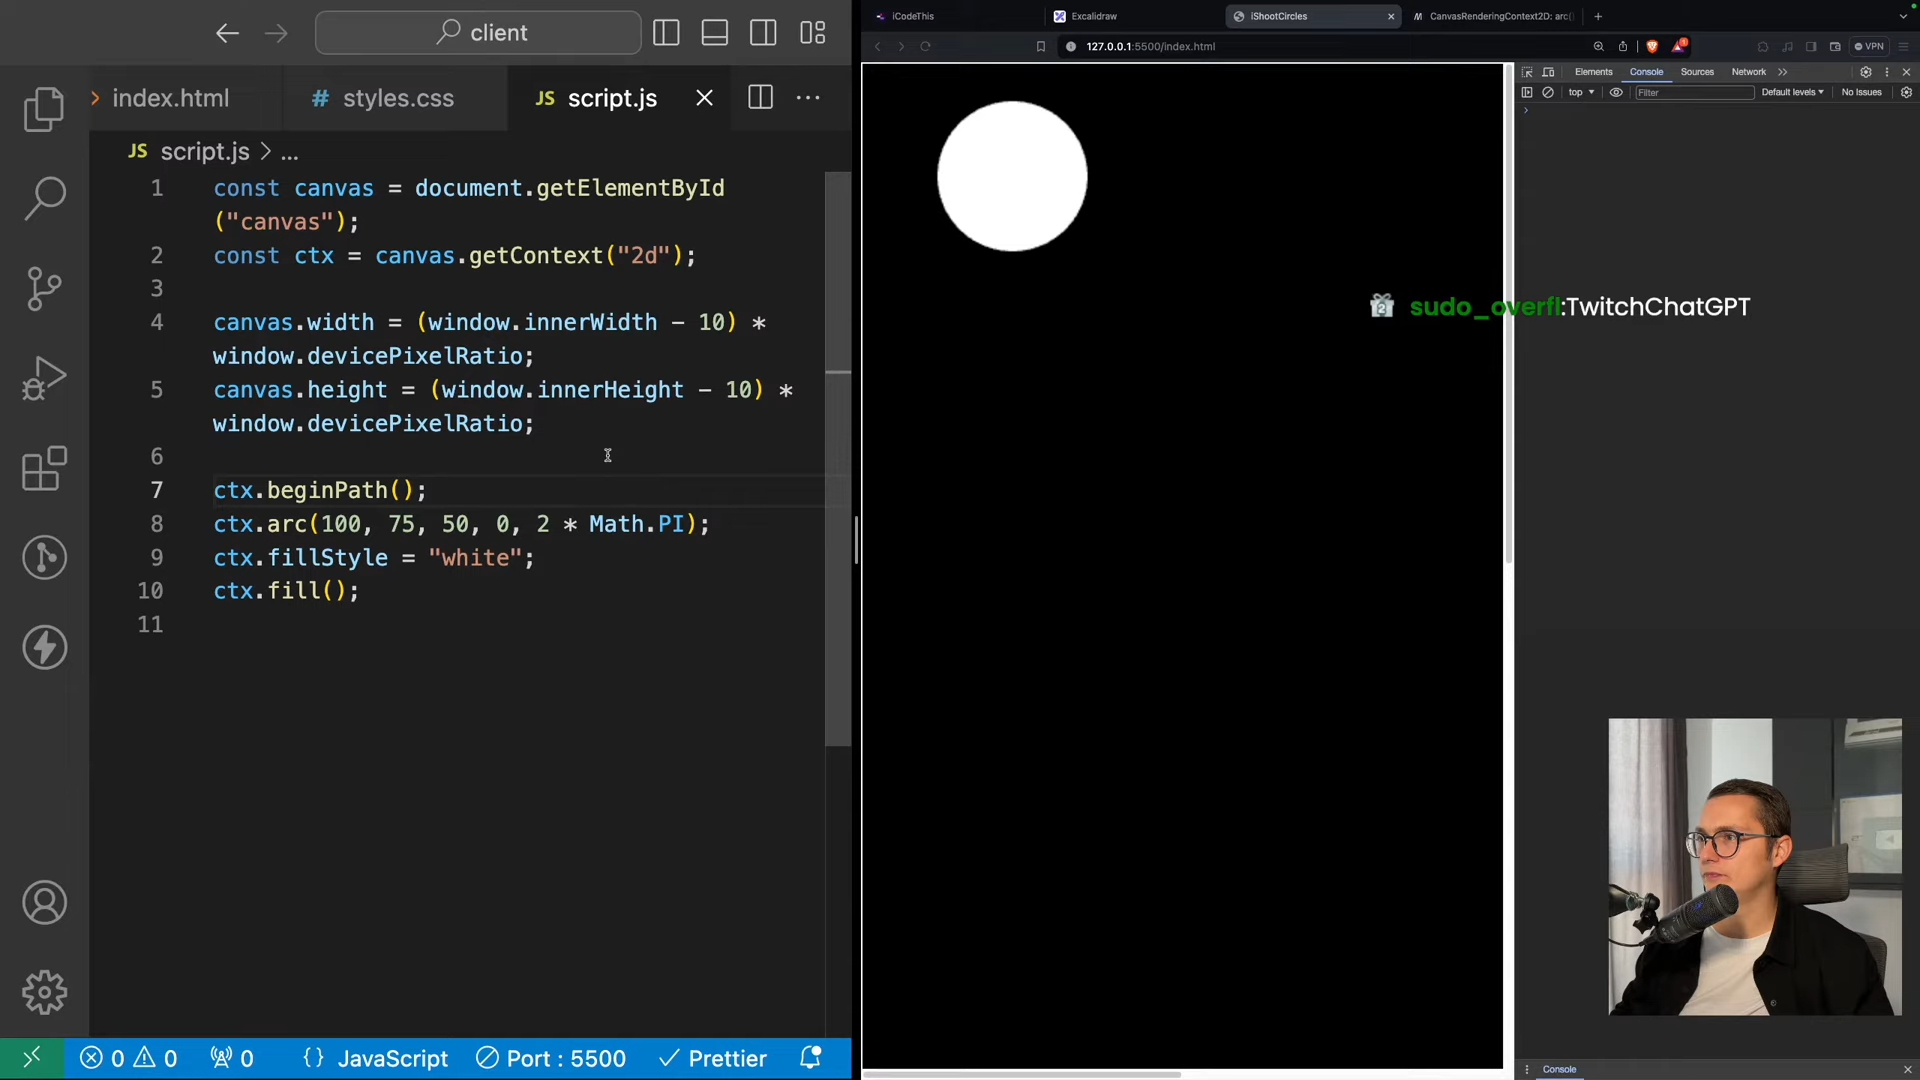 client
index.html
# styles.css
JS script.js
JS script.js > ...
1 const canvas = document.getElementById
("canvas");
2 const ctx = canvas.getContext("2d");
3
4 canvas.width = (window.innerWidth - 10) *
window.devicePixelRatio;
5 canvas.height = (window.innerHeight - 10) *
window.devicePixelRatio;
6
7 ctx.beginPath();
8 ctx.arc(100, 75, 50, 0, 2 * Math.PI);
9 ctx.fillStyle = "white";
10 ctx.fill();
11
0 0 0 {} JavaScript Port : 5500 Prettier
iCodeThis
Excalidraw
iShootCircles
CanvasRenderingContext2D: arc()
127.0.0.1:5500/index.html
VPN
Elements Console Sources Network
top Filter Default levels No Issues
sudo_overfl:TwitchChatGPT
Console